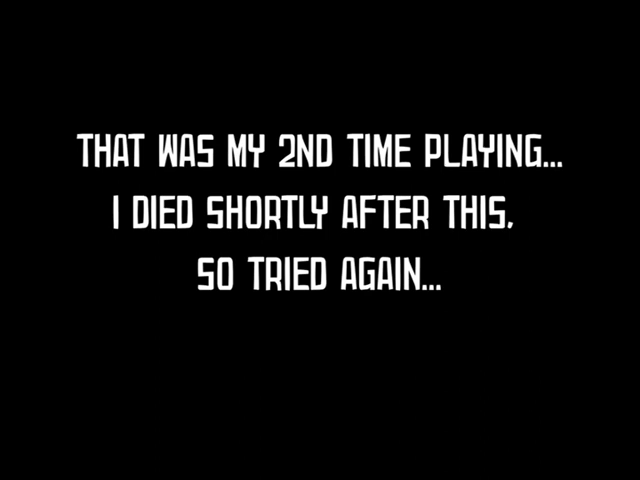 THAT WAS MY 2ND TIME PLAYING...
I DIED SHORTLY AFTER THIS,
SO TRIED AGAIN...